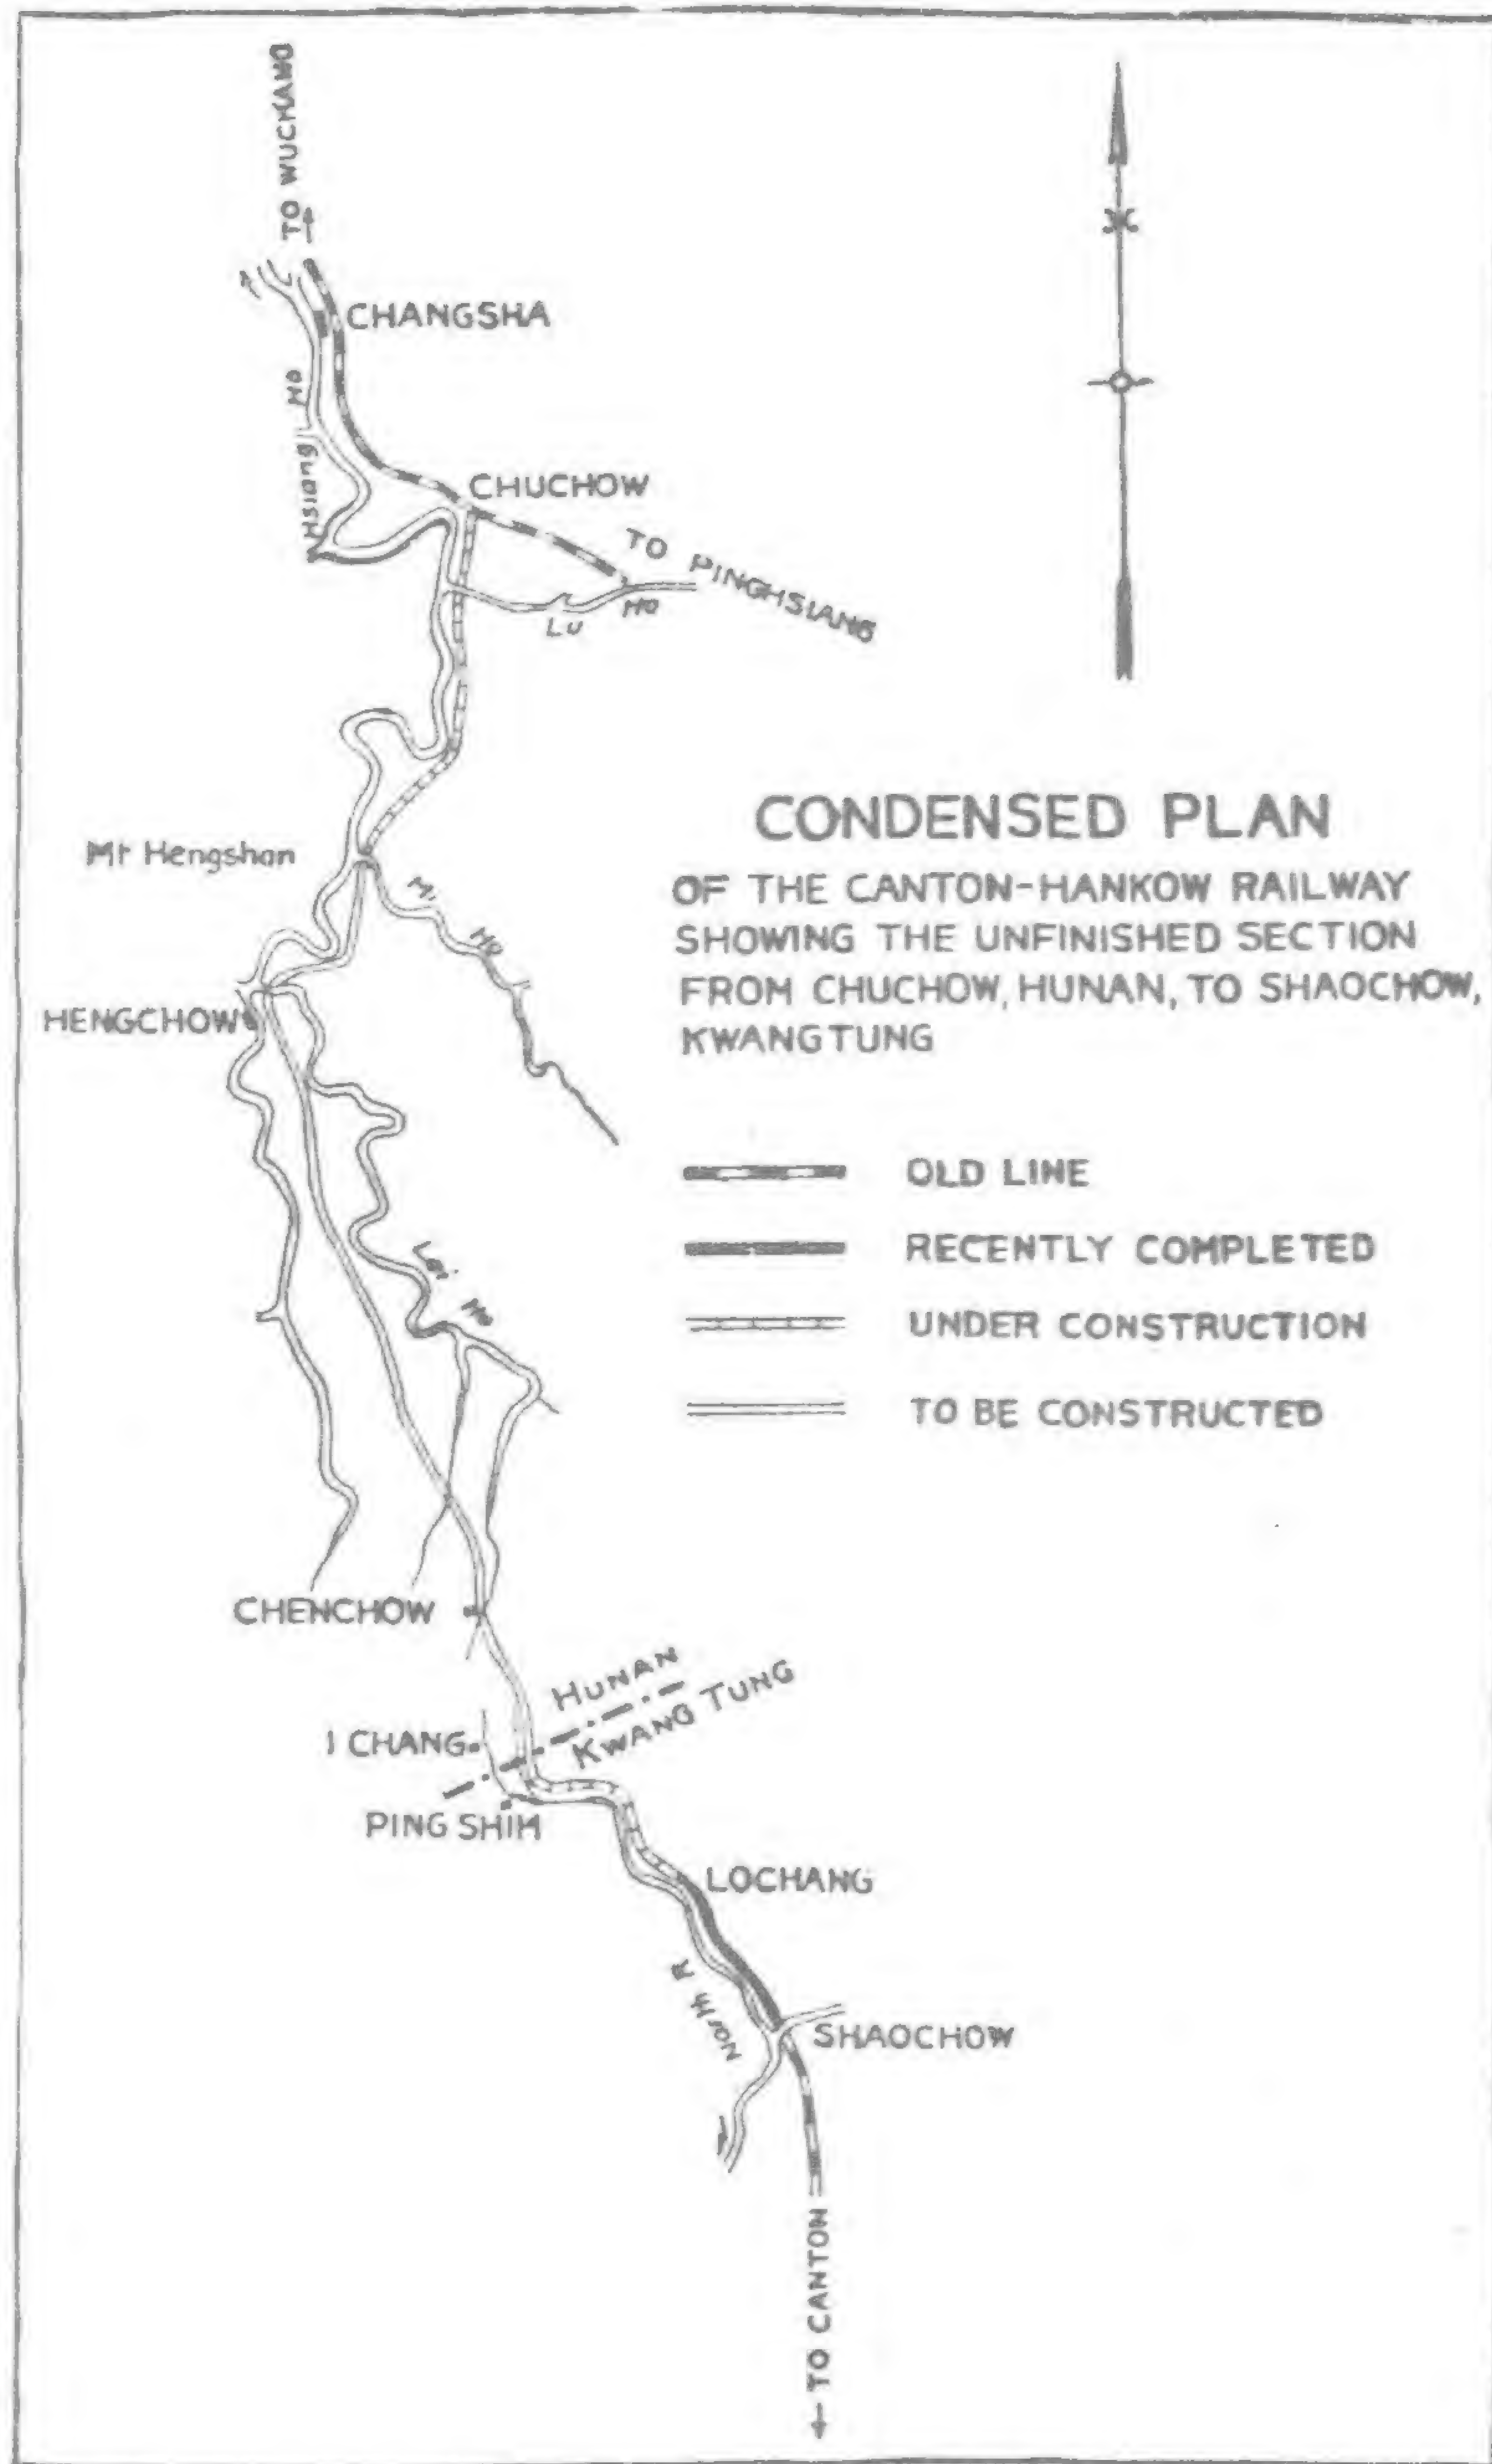 TO WUCHANG
CHANGSHA
Hsiang Ho
CHUCHOW
TO PINGHSIANG
Lu Ho
CONDENSED PLAN
OF THE CANTON-HANKOW RAILWAY
SHOWING THE UNFINISHED SECTION
FROM CHUCHOW, HUNAN, TO SHAOCHOW,
KWANGTUNG
Mt Hengshan
Mi Ho
HENGCHOW
OLD LINE
RECENTLY COMPLETED
UNDER CONSTRUCTION
TO BE CONSTRUCTED
Lei Ho
CHENCHOW
HUNAN
KWANG TUNG
I CHANG
PING SHIH
LOCHANG
North R
SHAOCHOW
TO CANTON